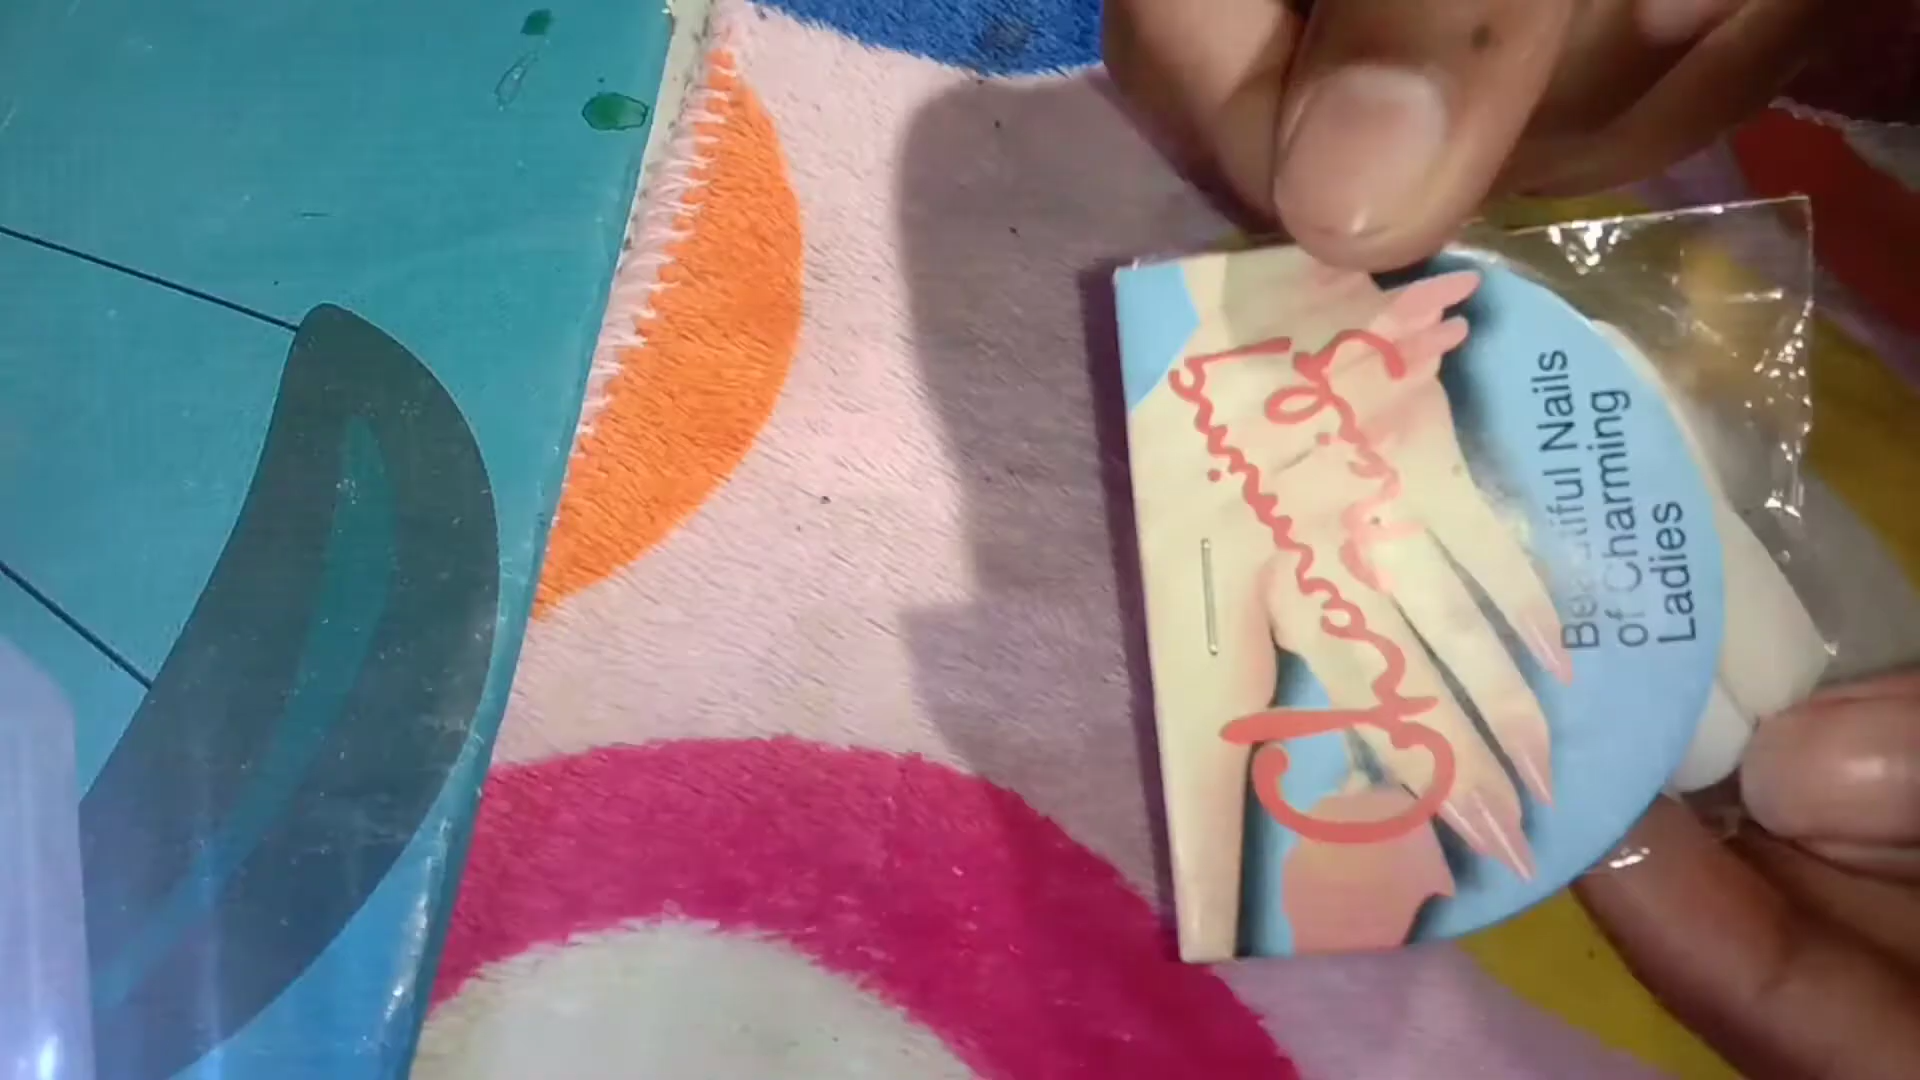 Charming
Beautiful Nails
of Charming
Ladies